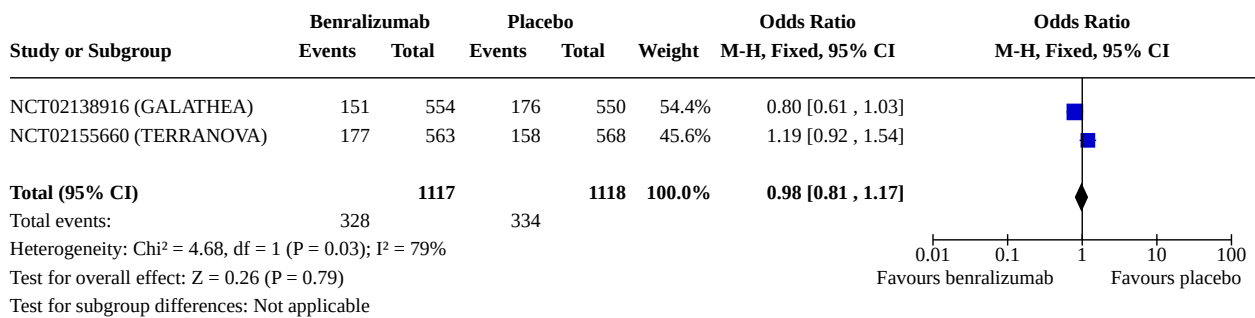 Benralizumab Placebo Odds Ratio Odds Ratio
Study or Subgroup Events Total Events Total Weight M-H, Fixed, 95% CI M-H, Fixed, 95% CI
NCT02138916 (GALATHEA) 151 554 176 550 54.4% 0.80 [0.61 , 1.03]
NCT02155660 (TERRANOVA) 177 563 158 568 45.6% 1.19 [0.92 , 1.54]
Total (95% CI) 1117 1118 100.0% 0.98 [0.81 , 1.17]
Total events: 328 334
Heterogeneity: Chi² = 4.68, df = 1 (P = 0.03); I² = 79%
0.01 0.1 1 10 100
Test for overall effect: Z = 0.26 (P = 0.79)
Favours benralizumab Favours placebo
Test for subgroup differences: Not applicable